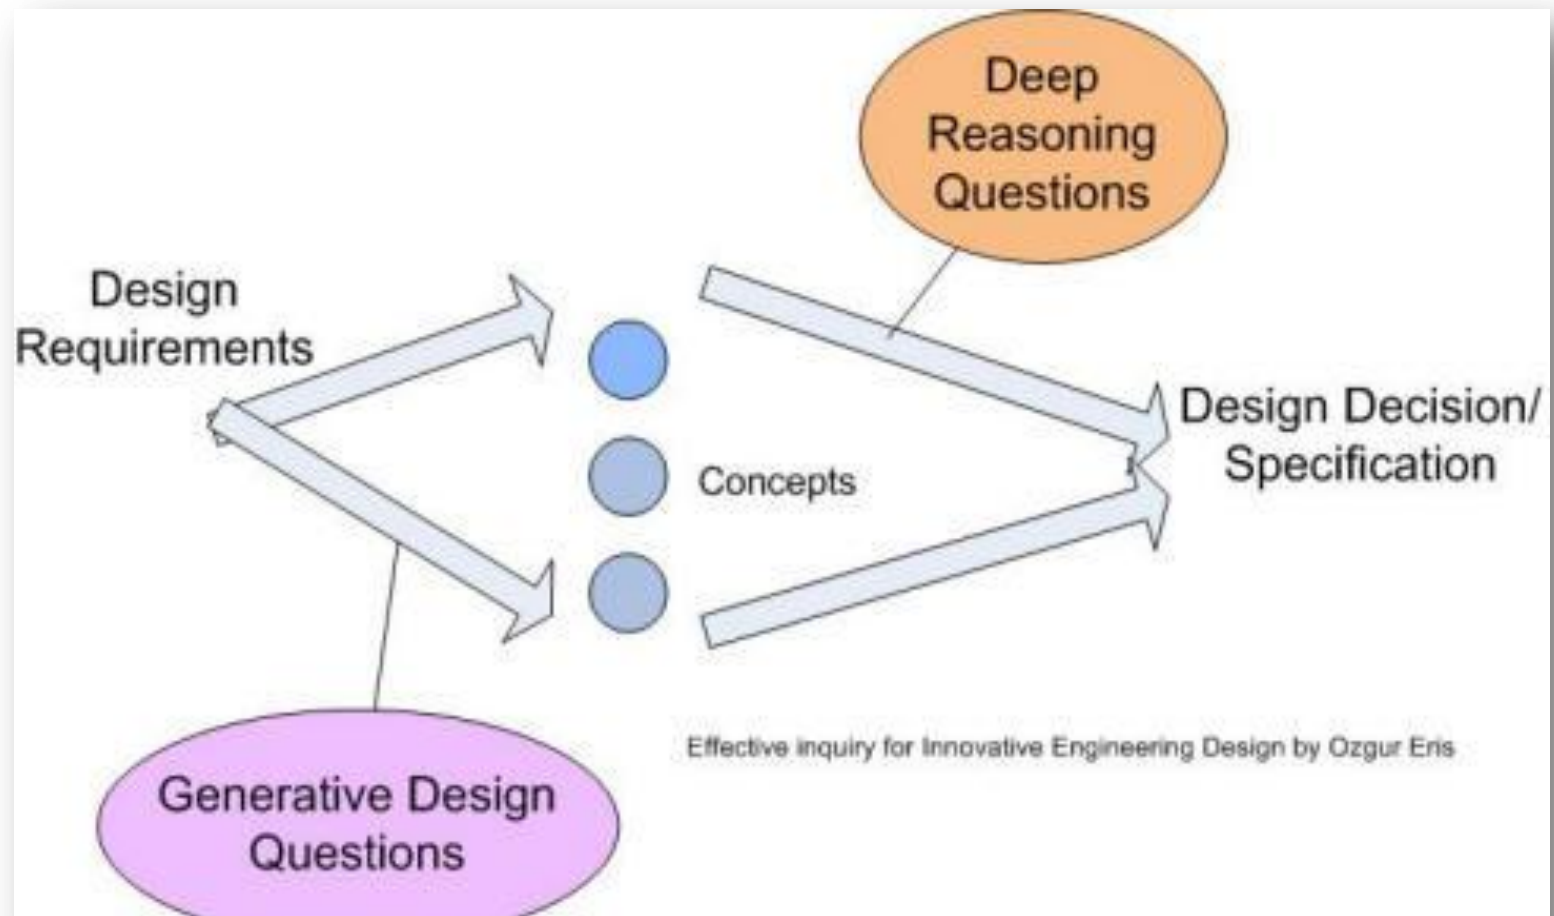 Deep
Reasoning
Questions
Design
Requirements
Design Decision/
Specification
Concepts
Effective inquiry for Innovative Engineering Design by Ozgur Eris
Generative Design
Questions